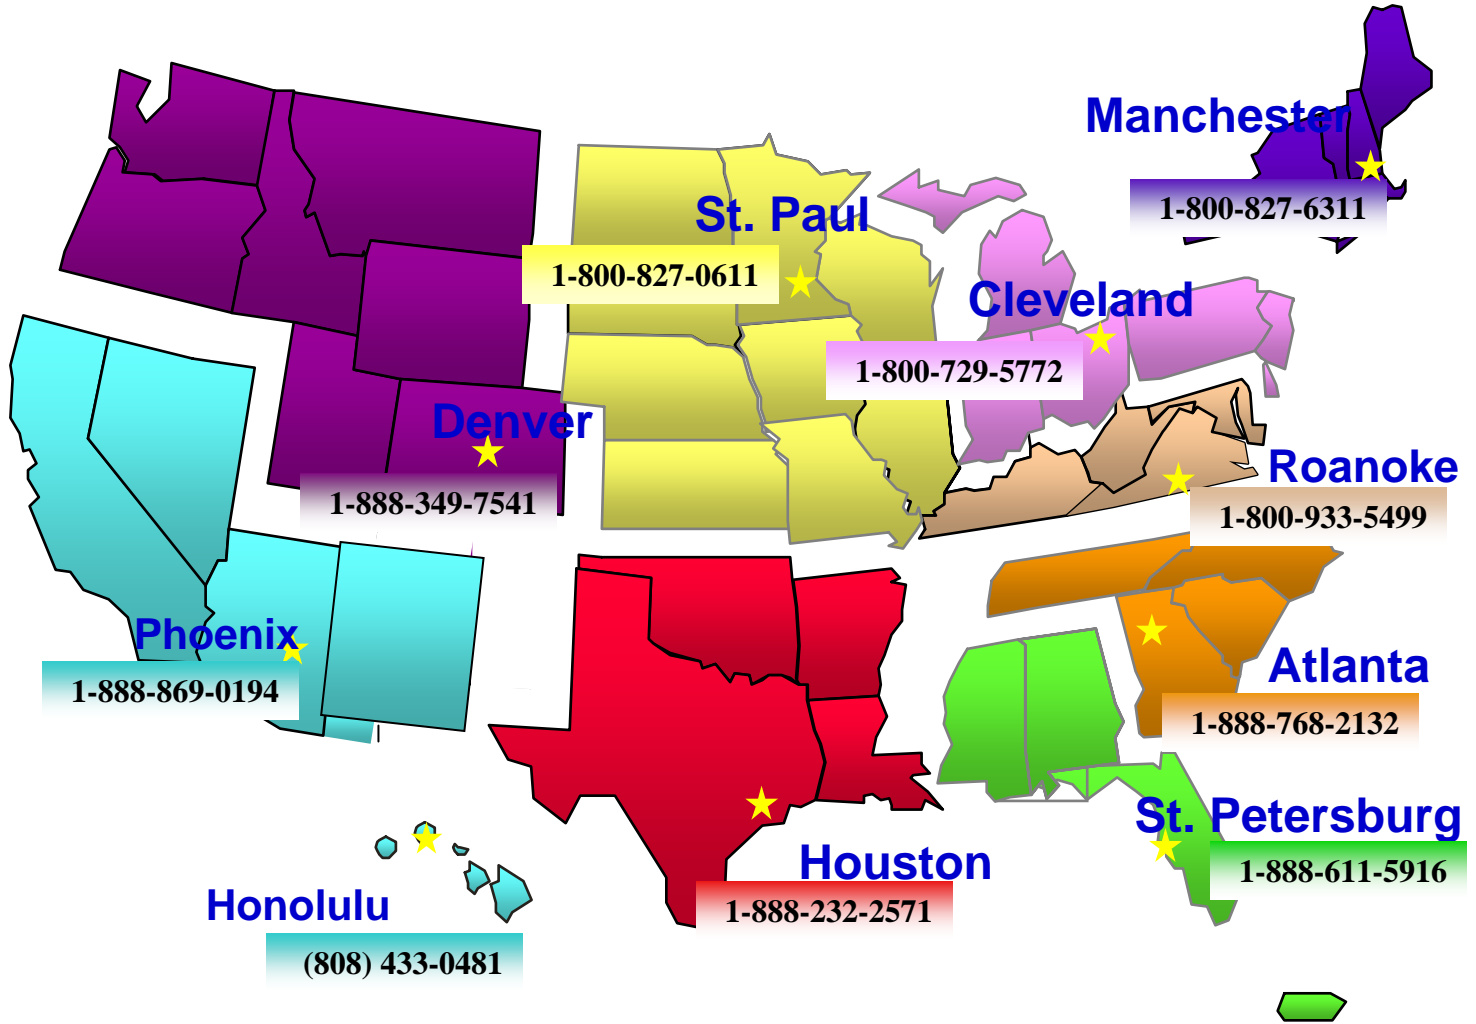 Manchester
1-800-827-6311
St. Paul
1-800-827-0611
Cleveland
1-800-729-5772
Denver
1-888-349-7541
Roanoke
1-800-933-5499
Phoenix
1-888-869-0194
Atlanta
1-888-768-2132
St. Petersburg
1-888-611-5916
Houston
1-888-232-2571
Honolulu
(808) 433-0481